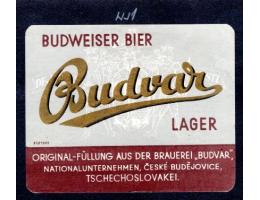 BUDWEISER BIER
Budvar
LAGER
ORIGINAL-FÜLLUNG AUS DER BRAUEREI „BUDVAR“,
NATIONALUNTERNEHMEN, ČESKÉ BUDĚJOVICE,
TSCHECHOSLOVAKEI.